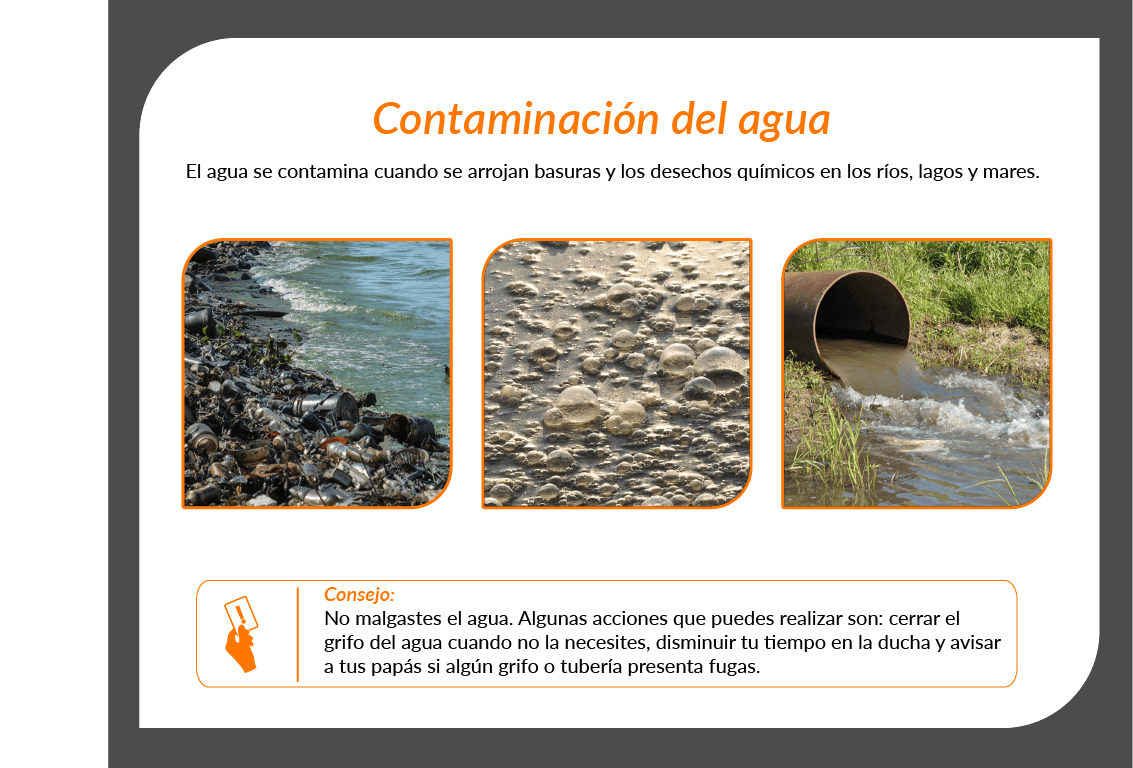 Contaminación del agua
El agua se contamina cuando se arrojan basuras y los desechos químicos en los ríos, lagos y mares.
Consejo:
No malgastes el agua. Algunas acciones que puedes realizar son: cerrar el
grifo del agua cuando no la necesites, disminuir tu tiempo en la ducha y avisar
a tus papás si algún grifo o tubería presenta fugas.